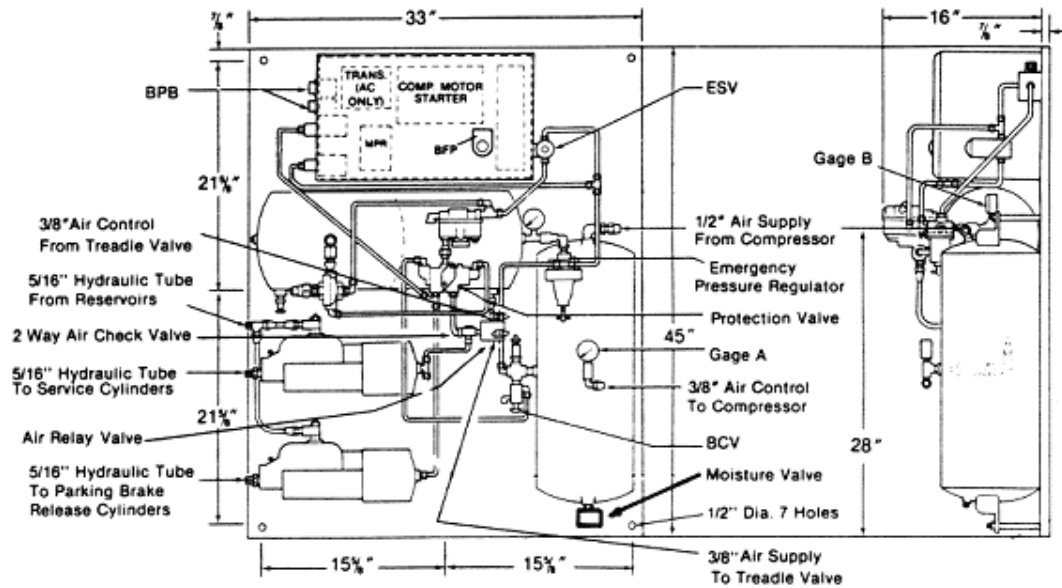 7/8"
33"
16"
7/8"
BPB
TRANS.
(AC
ONLY)
COMP. MOTOR
STARTER
MPR
BFP
ESV
Gage B
21 5/8"
3/8" Air Control
From Treadle Valve
1/2" Air Supply
From Compressor
5/16" Hydraulic Tube
From Reservoirs
Emergency
Pressure Regulator
2 Way Air Check Valve
Protection Valve
45"
Gage A
5/16" Hydraulic Tube
To Service Cylinders
3/8" Air Control
To Compressor
21 5/8"
Air Relay Valve
BCV
28"
5/16" Hydraulic Tube
To Parking Brake
Release Cylinders
Moisture Valve
1/2" Dia. 7 Holes
15 5/8"
15 5/8"
3/8" Air Supply
To Treadle Valve